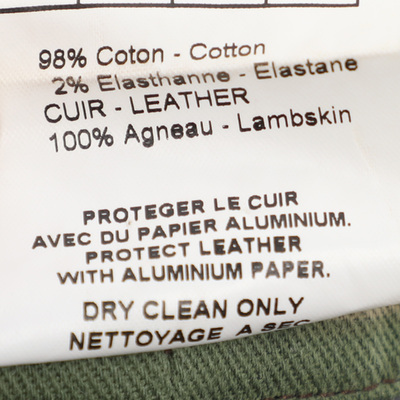 98% Coton - Cotton
2% Elasthanne - Elastane
CUIR - LEATHER
100% Agneau - Lambskin
PROTEGER LE CUIR
AVEC DU PAPIER ALUMINIUM.
PROTECT LEATHER
WITH ALUMINIUM PAPER.
DRY CLEAN ONLY
NETTOYAGE A SEC